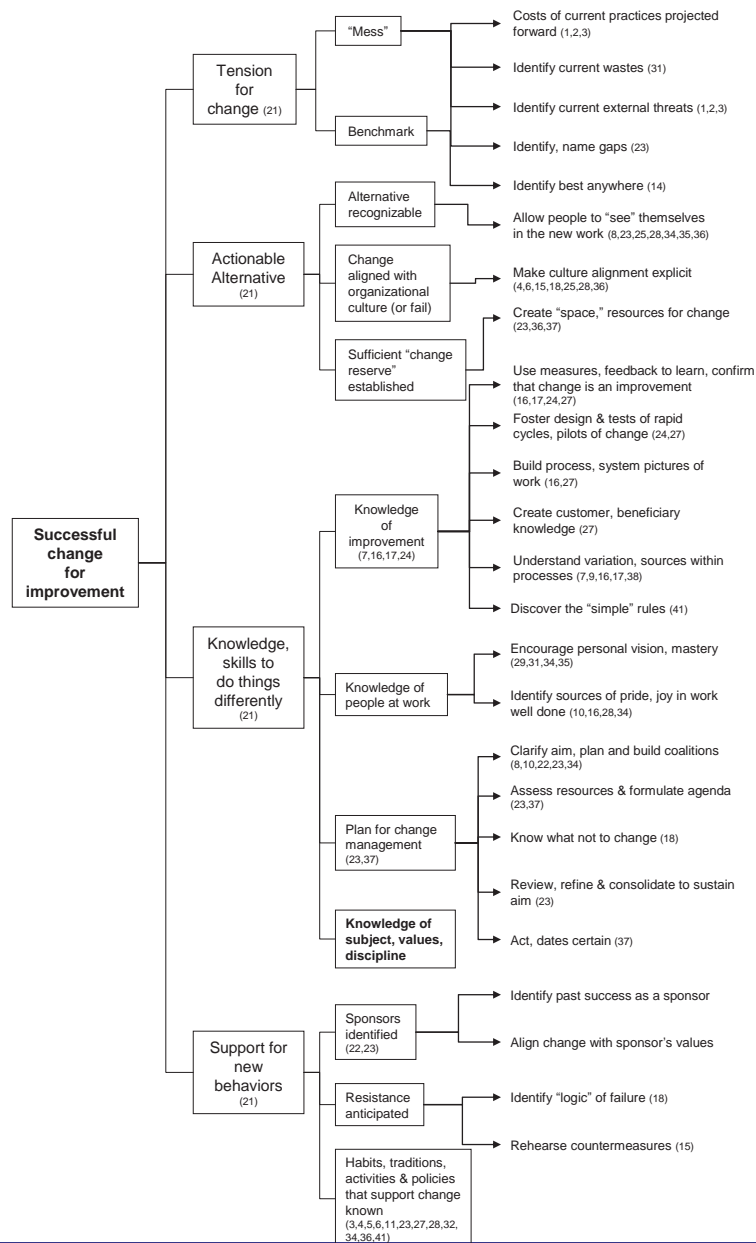 Successful
change
for
improvement
Tension
for
change (21)
“Mess”
Costs of current practices projected
forward (1,2,3)
Identify current wastes (31)
Identify current external threats (1,2,3)
Benchmark
Identify, name gaps (23)
Identify best anywhere (14)
Actionable
Alternative
(21)
Alternative
recognizable
Allow people to “see” themselves
in the new work (8,23,25,28,34,35,36)
Change
aligned with
organizational
culture (or fail)
Make culture alignment explicit
(4,6,15,18,25,28,36)
Sufficient “change
reserve”
established
Create “space,” resources for change
(23,36,37)
Knowledge,
skills to
do things
differently
(21)
Knowledge
of
improvement
(7,16,17,24)
Use measures, feedback to learn, confirm
that change is an improvement
(16,17,24,27)
Foster design & tests of rapid
cycles, pilots of change (24,27)
Build process, system pictures of
work (16,27)
Create customer, beneficiary
knowledge (27)
Understand variation, sources within
processes (7,9,16,17,38)
Discover the “simple” rules (41)
Knowledge of
people at work
Encourage personal vision, mastery
(29,31,34,35)
Identify sources of pride, joy in work
well done (10,16,28,34)
Plan for change
management
(23,37)
Clarify aim, plan and build coalitions
(8,10,22,23,34)
Assess resources & formulate agenda
(23,37)
Know what not to change (18)
Review, refine & consolidate to sustain
aim (23)
Act, dates certain (37)
Knowledge of
subject, values,
discipline
Support for
new
behaviors
(21)
Sponsors
identified
(22,23)
Identify past success as a sponsor
Align change with sponsor’s values
Resistance
anticipated
Identify “logic” of failure (18)
Rehearse countermeasures (15)
Habits, traditions,
activities & policies
that support change
known
(3,4,5,6,11,23,27,28,32,
34,36,41)